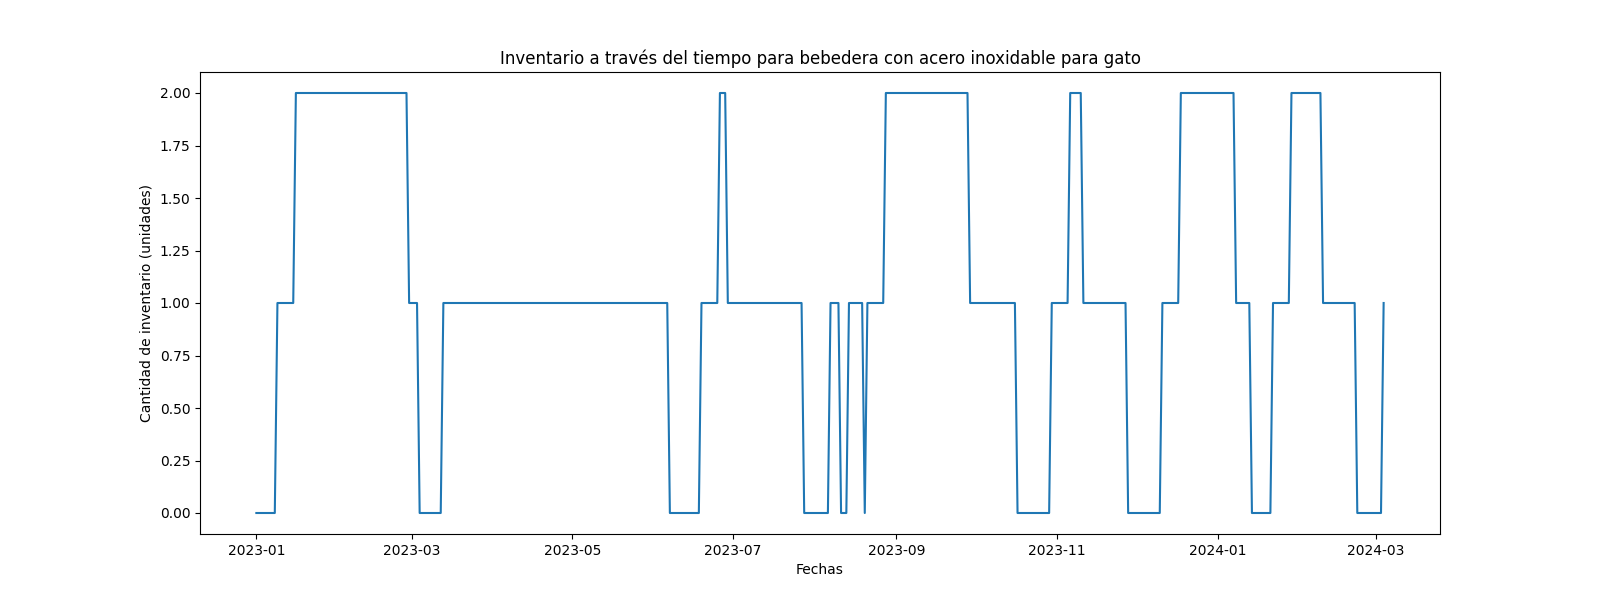 Inventario a través del tiempo para bebedera con acero inoxidable para gato
Cantidad de inventario (unidades)
2.00
1.75
1.50
1.25
1.00
0.75
0.50
0.25
0.00
2023-01 2023-03 2023-05 2023-07 2023-09 2023-11 2024-01 2024-03
Fechas